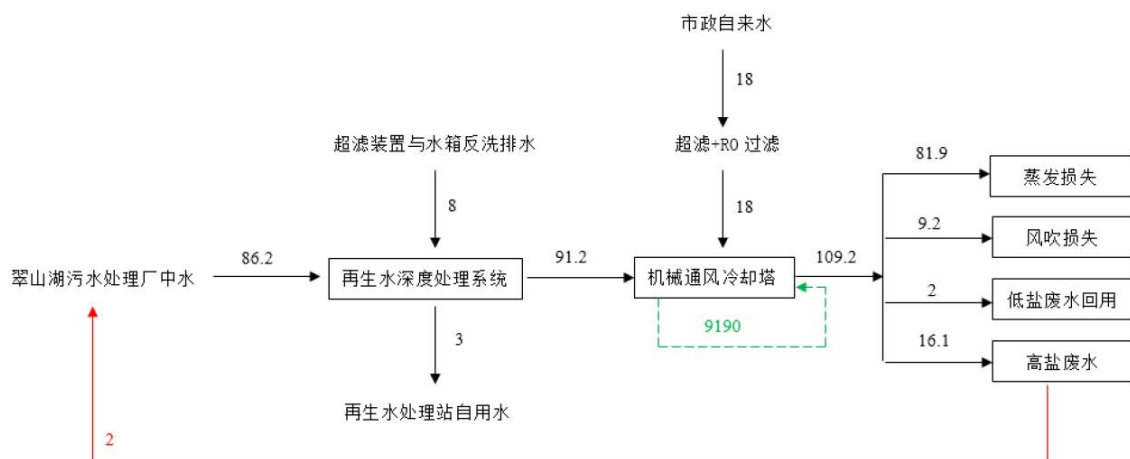 市政自来水
18
超滤装置与水箱反洗排水
超滤+RO 过滤
81.9
蒸发损失
8
18
9.2
风吹损失
翠山湖污水处理厂中水
86.2
再生水深度处理系统
91.2
机械通风冷却塔
109.2
2
低盐废水回用
9190
3
16.1
高盐废水
再生水处理站自用水
2